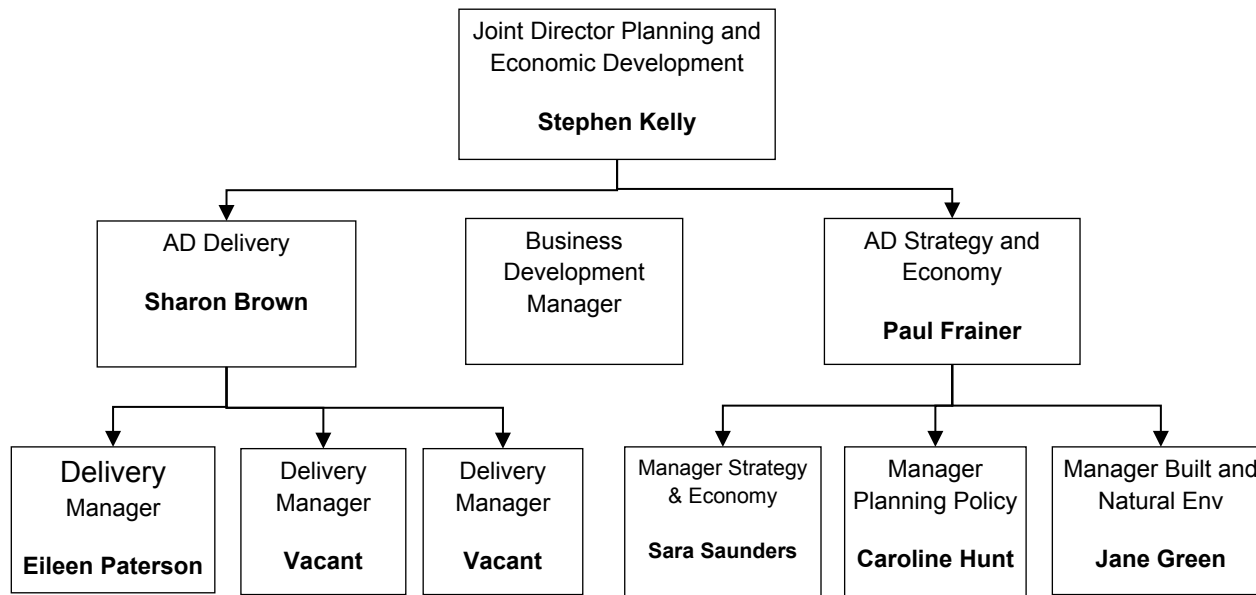 Joint Director Planning and
Economic Development
Stephen Kelly
AD Delivery
Sharon Brown
Business
Development
Manager
AD Strategy and
Economy
Paul Frainer
Delivery
Manager
Eileen Paterson
Delivery
Manager
Vacant
Delivery
Manager
Vacant
Manager Strategy
& Economy
Sara Saunders
Manager
Planning Policy
Caroline Hunt
Manager Built and
Natural Env
Jane Green